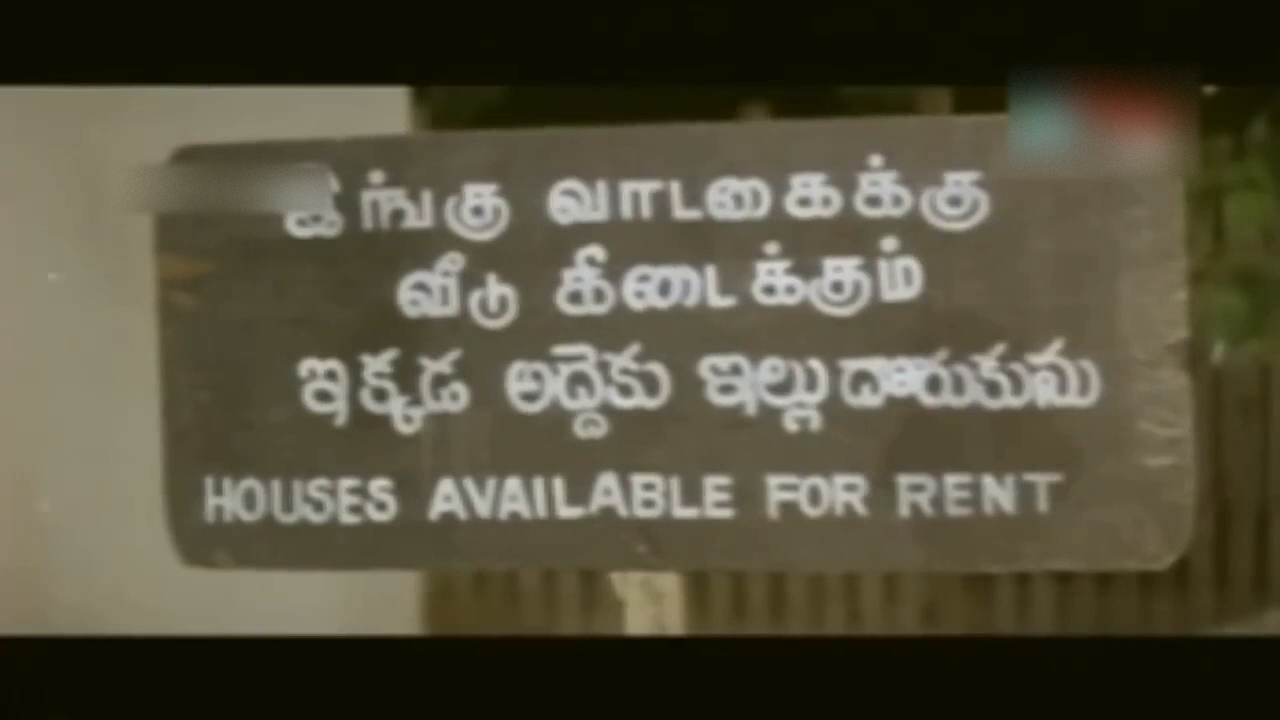 இங்கு வாடகைக்கு
வீடு கிடைக்கும்
ఇక్కడ అద్దెకు ఇల్లు దొరుకును
HOUSES AVAILABLE FOR RENT